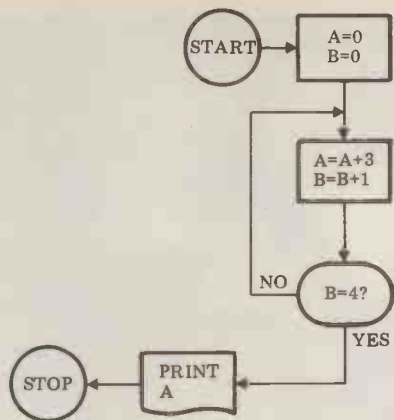 START
A=0
B=0
A=A+3
B=B+1
NO
B=4?
YES
PRINT
A
STOP